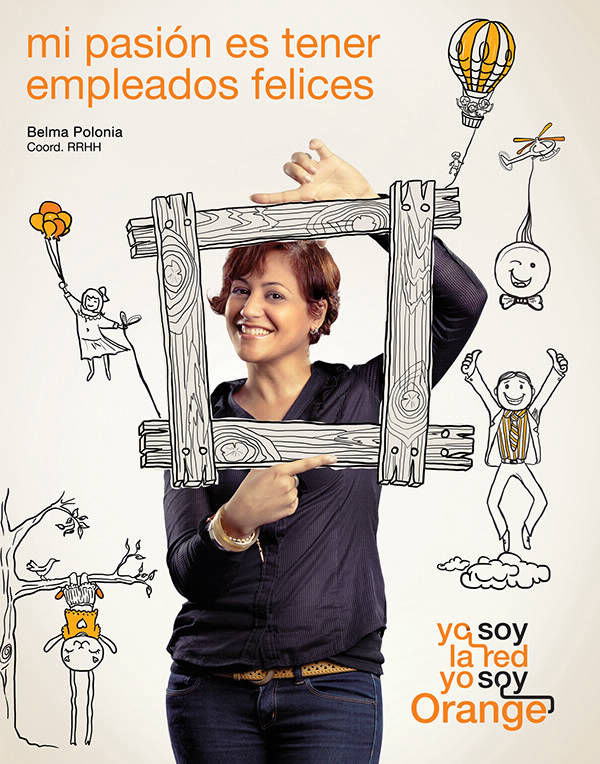 mi pasión es tener
empleados felices
Belma Polonia
Coord. RRHH
yo soy
la red
yo soy
Orange